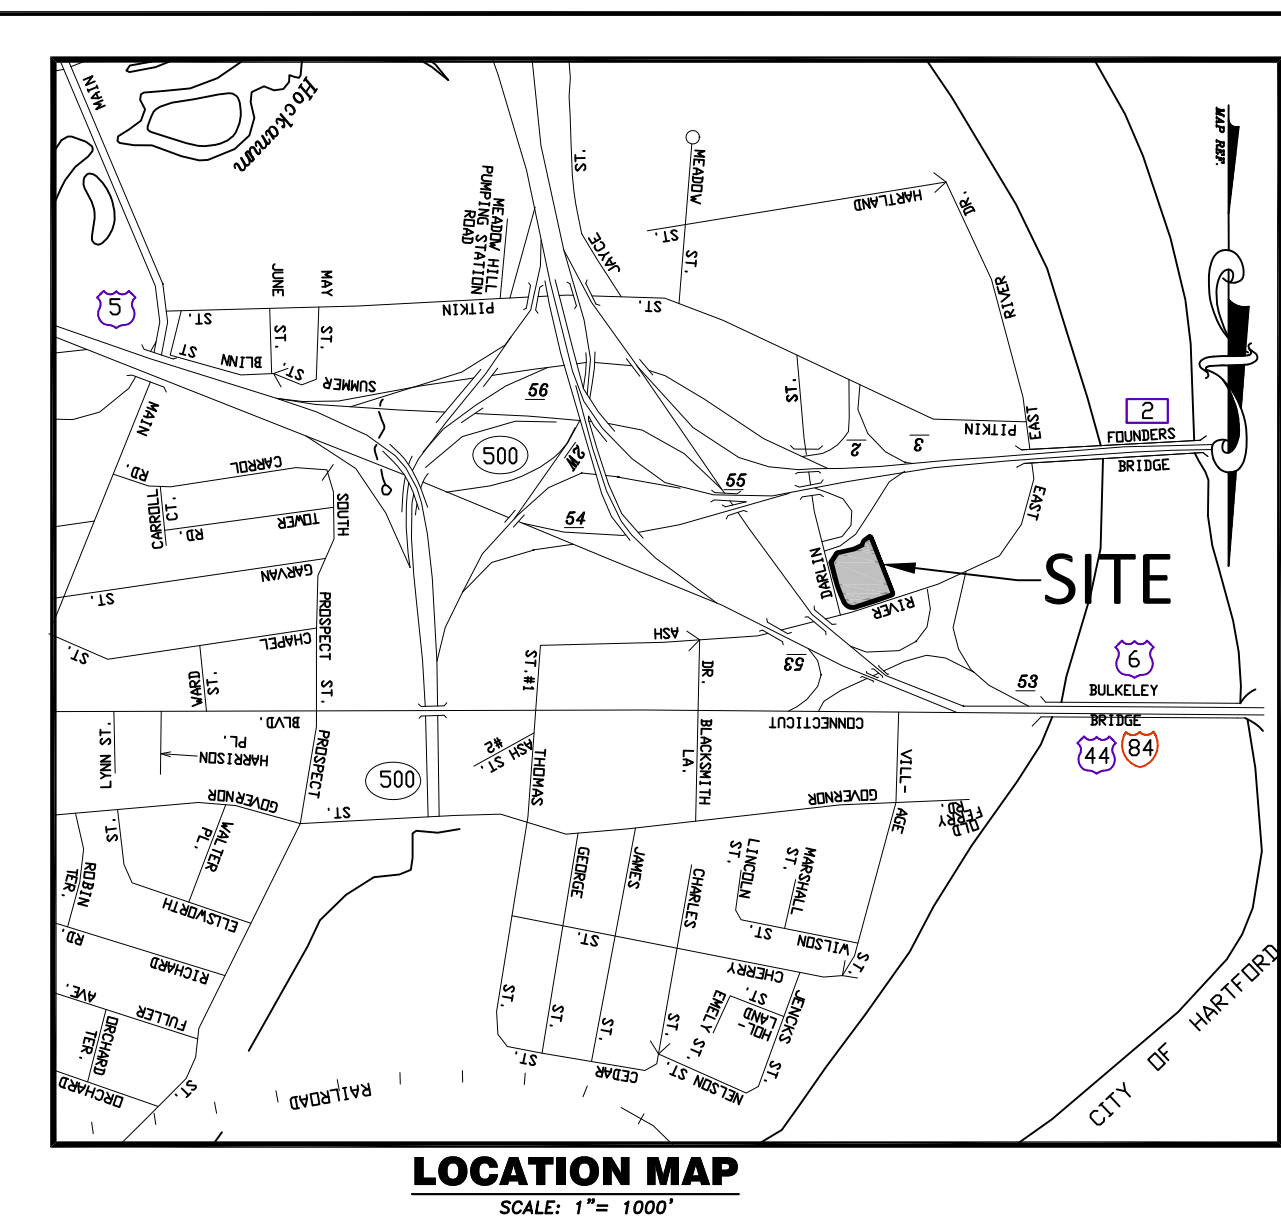 MAIN
Hockanum
MAP REF.
ST.
MEADOW
ST.
MEADOW HILL
PUMPING STATION
ROAD
JAYCE
ST.
HARTLAND
DR.
RIVER
EAST
JUNE
ST.
MAY
ST.
5
ST.
PITKIN
ST.
ST
BLINN
ST.
SUMMER
56
ST.
2
3
PITKIN
2
FOUNDERS
BRIDGE
MAIN
500
2W
55
54
RD.
CARROL
CARROLL
CT.
RD.
TOWER
SOUTH
EAST
GARVAN
ST.
DARLIN
SITE
RIVER
PROSPECT
ST.
CHAPEL
ST.
WARD
ST.
ASH
ST.#1
DR.
53
53
6
BULKELEY
BRIDGE
44
84
BLVD.
CONNECTICUT
LYNN ST.
HARRISON
PL.
PROSPECT
500
ASH ST.
#2
THOMAS
BLACKSMITH
LA.
VILL-
AGE
GOVERNOR
ST.
GOVERNOR
OLD
FERRY
RD.
ST.
WALTER
PL.
ROBIN
TER.
ELLSWORTH
GEORGE
JAMES
CHARLES
LINCOLN
ST.
MARSHALL
ST.
ST.
WILSON
ST.
ST.
CHERRY
RD.
RICHARD
AVE.
FULLER
ORCHARD
TER.
ORCHARD
ST.
ST.
ST.
ST.
ST.
EMELY ST.
ST.
HOL-
LAND
JENCKS
ST.
ST.
CEDAR
NELSON ST.
RAILROAD
CITY OF HARTFORD
LOCATION MAP
SCALE: 1"= 1000'